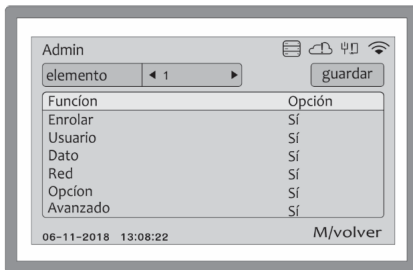 Admin
elemento ◀ 1 ▶ guardar
Funcíon Opción
Enrolar Sí
Usuario Sí
Dato Sí
Red Sí
Opcíon Sí
Avanzado Sí
06-11-2018 13:08:22 M/volver